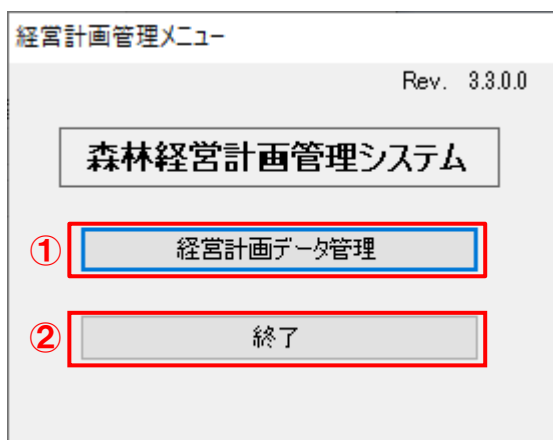 経営計画管理メニュー
Rev. 3.3.0.0
森林経営計画管理システム
① 経営計画データ管理
② 終了